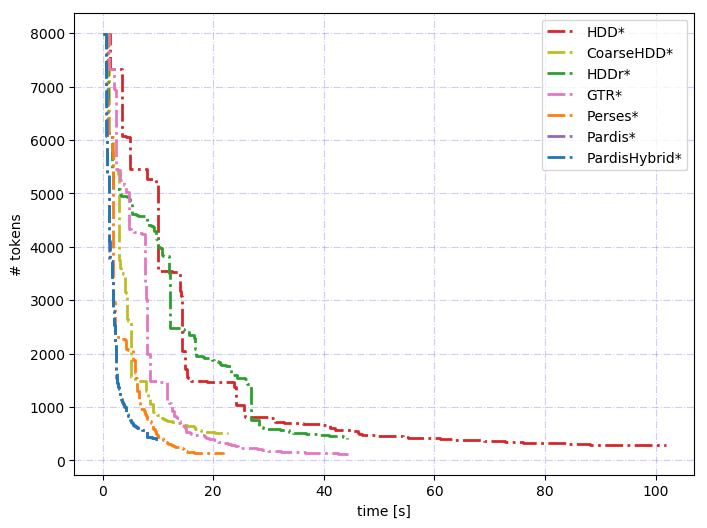 8000
7000
6000
5000
4000
3000
2000
1000
0
# tokens
0
20
40
60
80
100
time [s]
HDD*
CoarseHDD*
HDDr*
GTR*
Perses*
Pardis*
PardisHybrid*